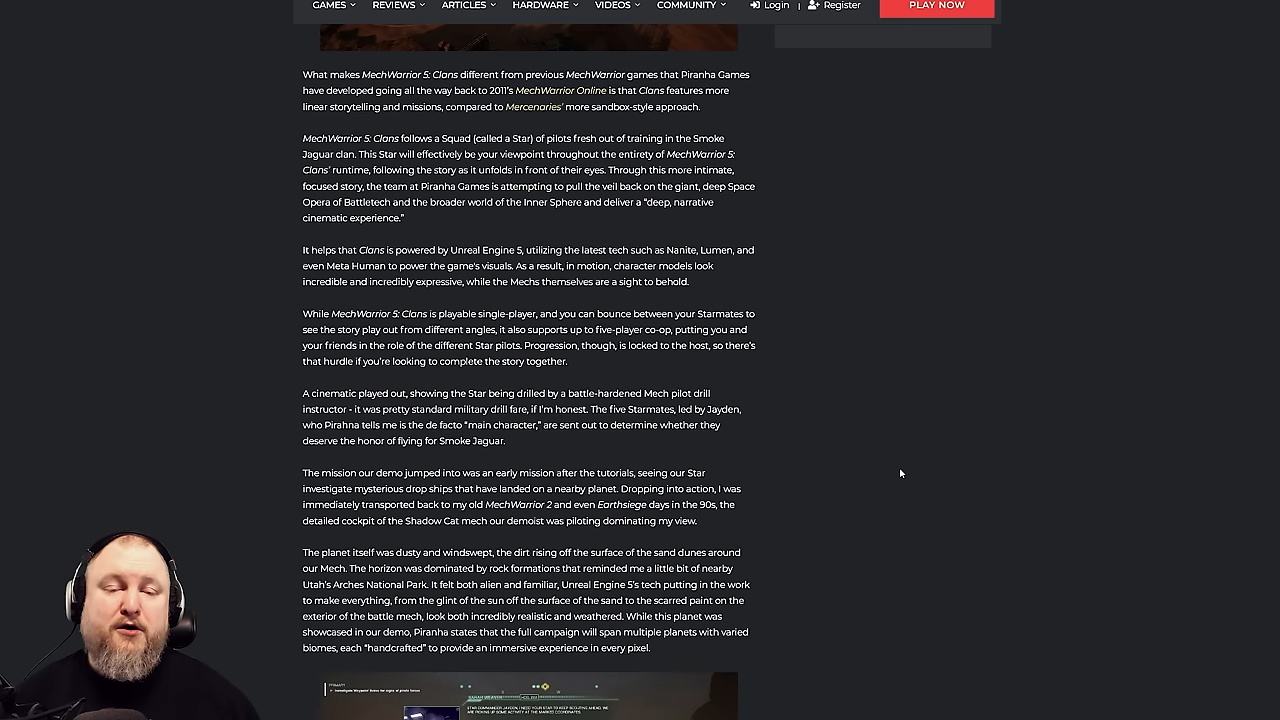 GAMES REVIEWS ARTICLES HARDWARE VIDEOS COMMUNITY Login | Register PLAY NOW
What makes MechWarrior 5: Clans different from previous MechWarrior games that Piranha Games
have developed going all the way back to 2011's MechWarrior Online is that Clans features more
linear storytelling and missions, compared to Mercenaries' more sandbox-style approach.
MechWarrior 5: Clans follows a Squad (called a Star) of pilots fresh out of training in the Smoke
Jaguar clan. This Star will effectively be your viewpoint throughout the entirety of MechWarrior 5:
Clans' runtime, following the story as it unfolds in front of their eyes. Through this more intimate,
focused story, the team at Piranha Games is attempting to pull the veil back on the giant, deep Space
Opera of Battletech and the broader world of the Inner Sphere and deliver a "deep, narrative
cinematic experience."
It helps that Clans is powered by Unreal Engine 5, utilizing the latest tech such as Nanite, Lumen, and
even Meta Human to power the game's visuals. As a result, in motion, character models look
incredible and incredibly expressive, while the Mechs themselves are a sight to behold.
While MechWarrior 5: Clans is playable single-player, and you can bounce between your Starmates to
see the story play out from different angles, it also supports up to five-player co-op, putting you and
your friends in the role of the different Star pilots. Progression, though, is locked to the host, so there's
that hurdle if you're looking to complete the story together.
A cinematic played out, showing the Star being drilled by a battle-hardened Mech pilot drill
instructor - it was pretty standard military drill fare, if I'm honest. The five Starmates, led by Jayden,
who Pirahna tells me is the de facto "main character," are sent out to determine whether they
deserve the honor of flying for Smoke Jaguar.
The mission our demo jumped into was an early mission after the tutorials, seeing our Star
investigate mysterious drop ships that have landed on a nearby planet. Dropping into action, I was
immediately transported back to my old MechWarrior 2 and even Earthsiege days in the 90s, the
detailed cockpit of the Shadow Cat mech our demoist was piloting dominating my view.
The planet itself was dusty and windswept, the dirt rising off the surface of the sand dunes around
our Mech. The horizon was dominated by rock formations that reminded me a little bit of nearby
Utah's Arches National Park. It felt both alien and familiar, Unreal Engine 5's tech putting in the work
to make everything, from the glint of the sun off the surface of the sand to the scarred paint on the
exterior of the battle mech, look both incredibly realistic and weathered. While this planet was
showcased in our demo, Piranha states that the full campaign will span multiple planets with varied
biomes, each "handcrafted" to provide an immersive experience in every pixel.
PRIMARY
SARAH WEAVER
STAR COMMANDER JAYDEN, I NEED YOUR STAR TO KEEP SCOUTING AHEAD. WE
ARE PICKING UP SOME ACTIVITY AT THE MARKED COORDINATES.